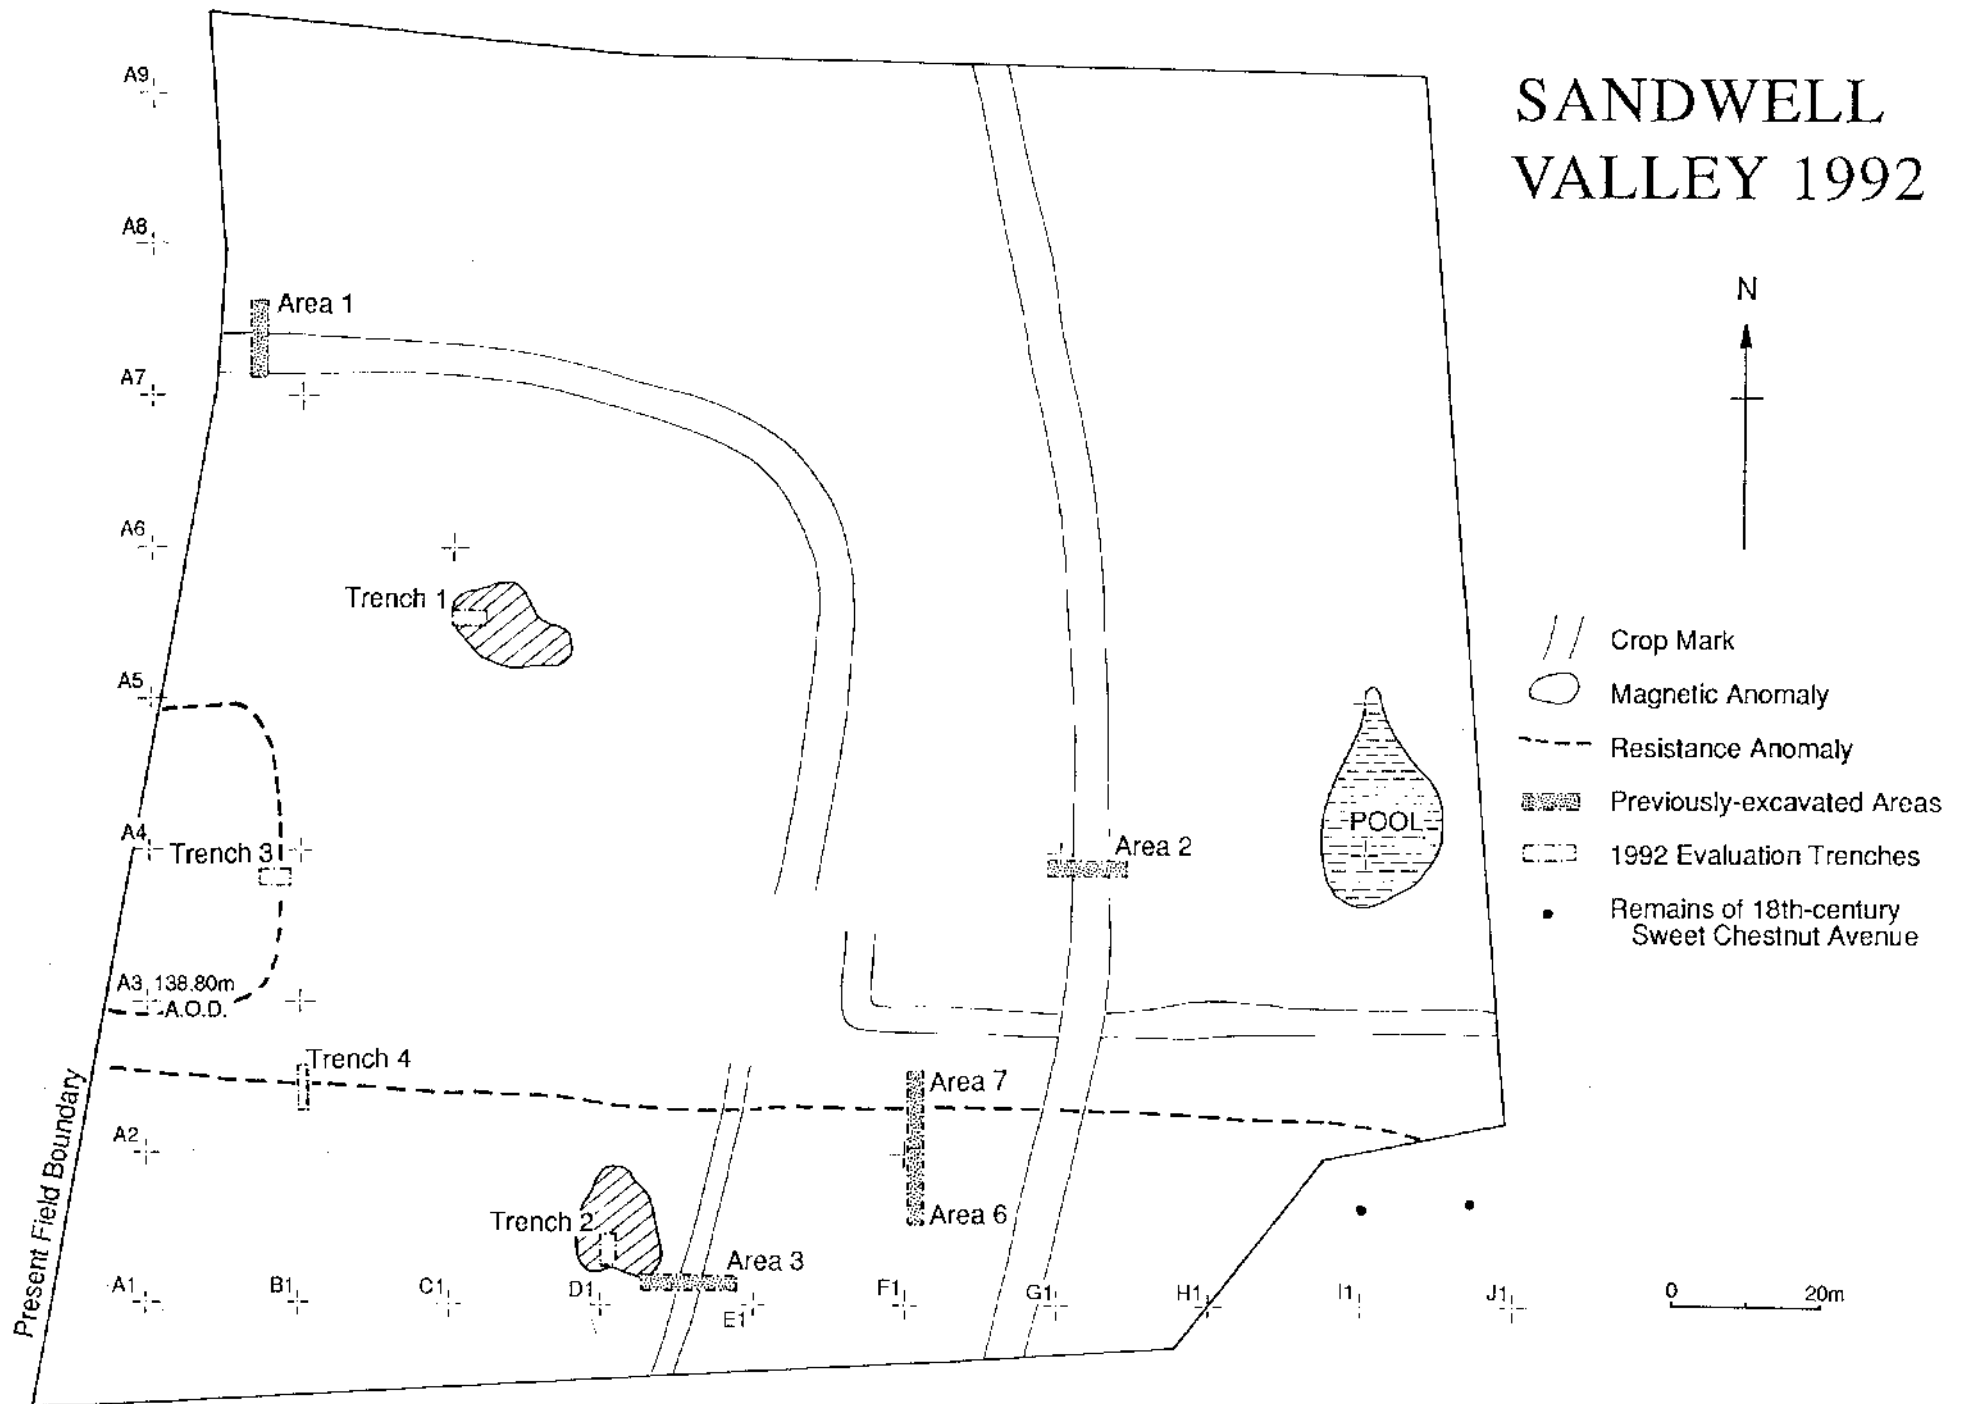 SANDWELL
VALLEY 1992
N
A9
A8
Area 1
A7
A6
Trench 1
A5
A4
Trench 3
Area 2
POOL
A3 138.80m
A.O.D.
Trench 4
Area 7
A2
Trench 2
Area 6
Area 3
Present Field Boundary
A1
B1
C1
D1
E1
F1
G1
H1
I1
J1
0 20m
Crop Mark
Magnetic Anomaly
Resistance Anomaly
Previously-excavated Areas
1992 Evaluation Trenches
Remains of 18th-century
Sweet Chestnut Avenue